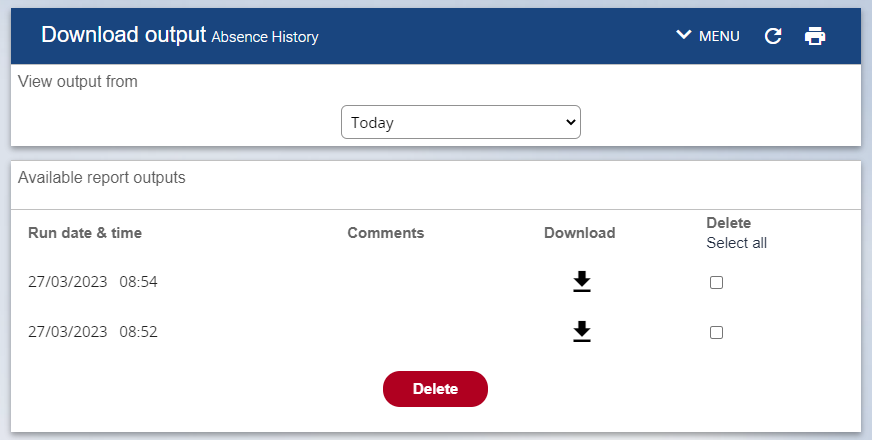 Download output Absence History MENU
View output from
Today
Available report outputs
Run date & time Comments Download Delete
Select all
27/03/2023 08:54
27/03/2023 08:52
Delete